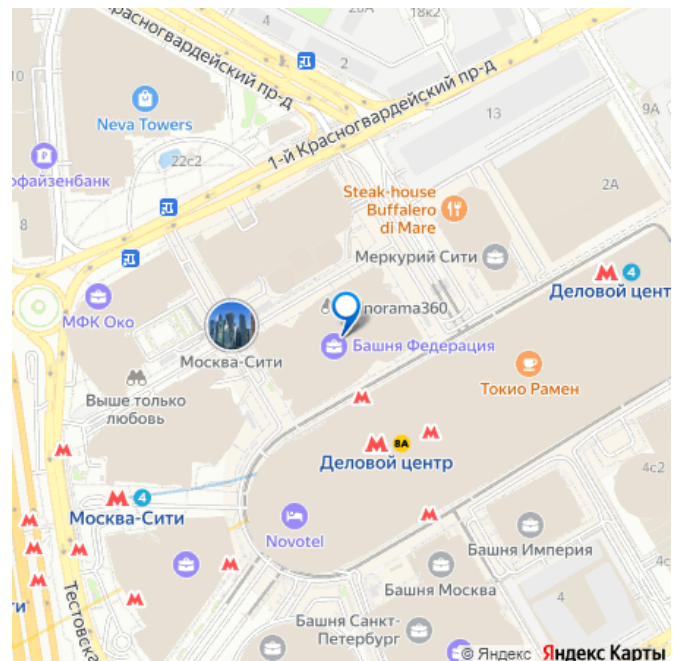 18к2
2А
Красногвардейский пр-д
2
10
Neva Towers
1-й Красногвардейский пр-д
13
9А
22с2
офайзенбанк
2А
Steak-house
Buffalero
di Mare
8
Меркурий Сити
4
Деловой цент
МФК Око
norama360
Москва-Сити
Башня Федерация
Выше только
любовь
Токио Рамен
8А
Деловой центр
4с2
4
Москва-Сити
Novotel
Башня Империя
ти
Тестовская
Башня Москва
4
Башня Санкт-
Петербург
© Яндекс Яндекс Карты